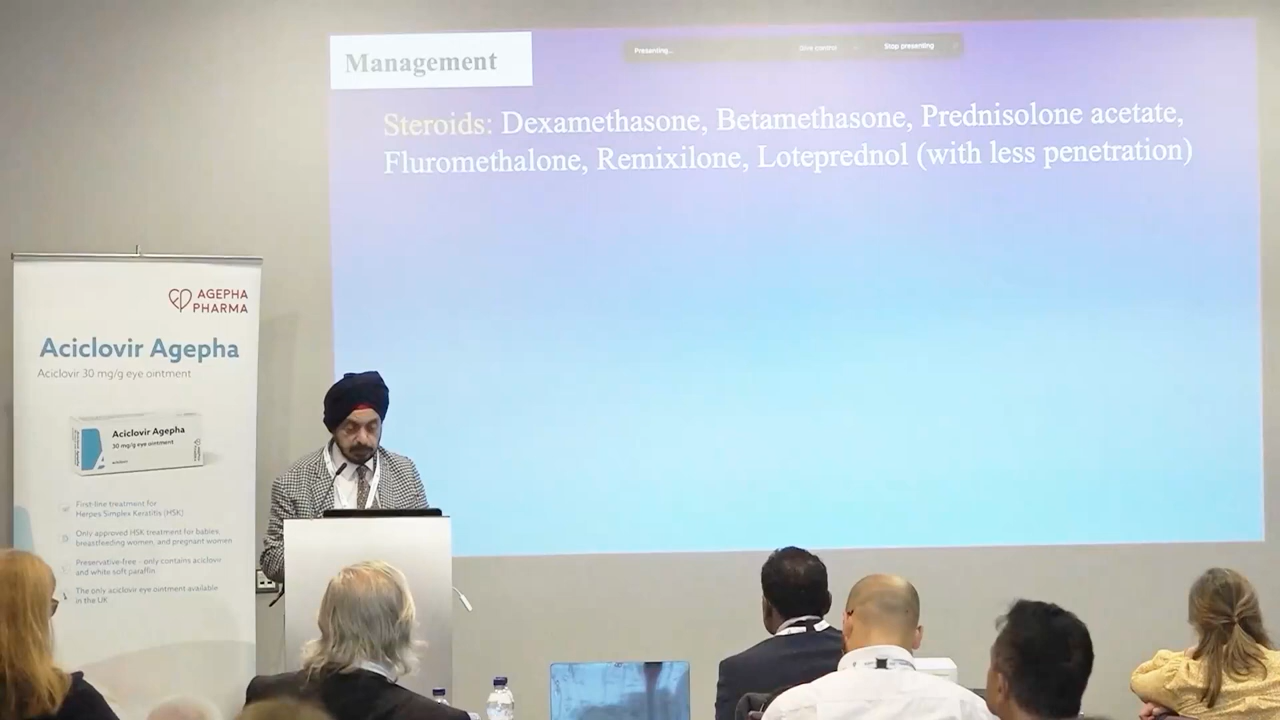 Management
Presenting...
Give control
Stop presenting
Steroids: Dexamethasone, Betamethasone, Prednisolone acetate,
Fluromethalone, Remixilone, Loteprednol (with less penetration)
AGEPHA
PHARMA
Aciclovir Agepha
Aciclovir 30 mg/g eye ointment
Aciclovir Agepha
30 mg/g eye ointment
First-line treatment for
Herpes Simplex Keratitis (HSK)
Only approved HSK treatment for babies,
breastfeeding women, and pregnant women
Preservative-free - only contains aciclovir
and white soft paraffin
The only aciclovir eye ointment available
in the UK